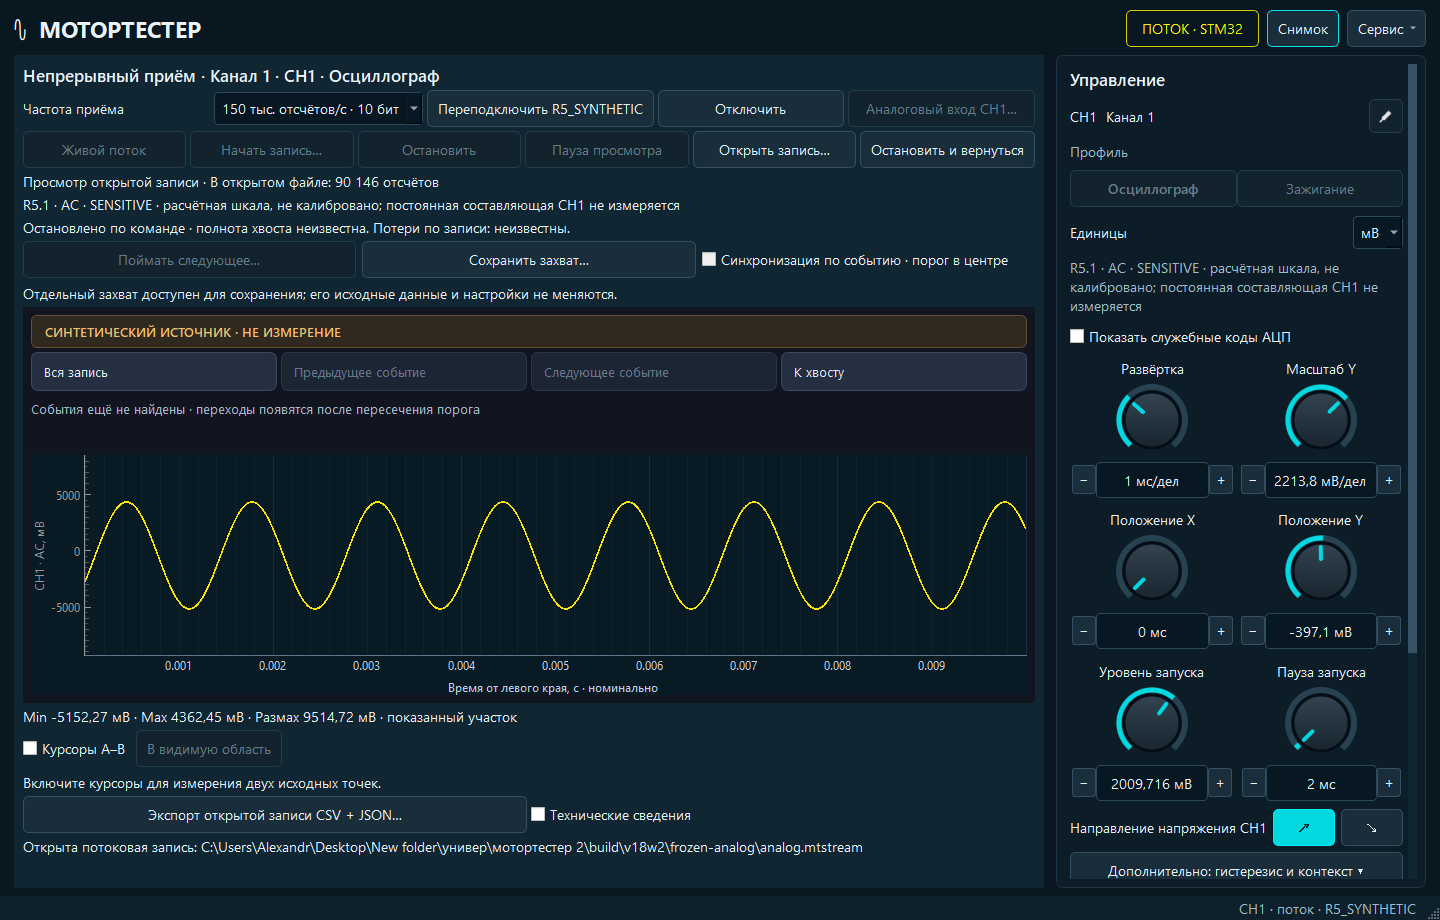 МОТОРТЕСТЕР
ПОТОК · STM32
Снимок
Сервис
Непрерывный приём · Канал 1 · CH1 · Осциллограф
Частота приёма
150 тыс. отсчётов/с · 10 бит
Переподключить R5_SYNTHETIC
Отключить
Аналоговый вход CH1...
Живой поток
Начать запись...
Остановить
Пауза просмотра
Открыть запись...
Остановить и вернуться
Просмотр открытой записи · В открытом файле: 90 146 отсчётов
R5.1 · AC · SENSITIVE · расчётная шкала, не калибровано; постоянная составляющая CH1 не измеряется
Остановлено по команде · полнота хвоста неизвестна. Потери по записи: неизвестны.
Поймать следующее...
Сохранить захват...
Синхронизация по событию · порог в центре
Отдельный захват доступен для сохранения; его исходные данные и настройки не меняются.
СИНТЕТИЧЕСКИЙ ИСТОЧНИК · НЕ ИЗМЕРЕНИЕ
Вся запись
Предыдущее событие
Следующее событие
К хвосту
События ещё не найдены · переходы появятся после пересечения порога
CH1 · AC, мВ
5000
0
-5000
0.001
0.002
0.003
0.004
0.005
0.006
0.007
0.008
0.009
Время от левого края, с · номинально
Min -5152,27 мВ · Max 4362,45 мВ · Размах 9514,72 мВ · показанный участок
Курсоры A–B
В видимую область
Включите курсоры для измерения двух исходных точек.
Экспорт открытой записи CSV + JSON...
Технические сведения
Открыта потоковая запись: C:\Users\Alexandr\Desktop\New folder\универ\мотортестер 2\build\v18w2\frozen-analog\analog.mtstream
Управление
CH1 Канал 1
Профиль
Осциллограф
Зажигание
Единицы
мВ
R5.1 · AC · SENSITIVE · расчётная шкала, не
калибровано; постоянная составляющая CH1 не
измеряется
Показать служебные коды АЦП
Развёртка
Масштаб Y
− 1 мс/дел +
− 2213,8 мВ/дел +
Положение X
Положение Y
− 0 мс +
− -397,1 мВ +
Уровень запуска
Пауза запуска
− 2009,716 мВ +
− 2 мс +
Направление напряжения CH1
Дополнительно: гистерезис и контекст
CH1 · поток · R5_SYNTHETIC